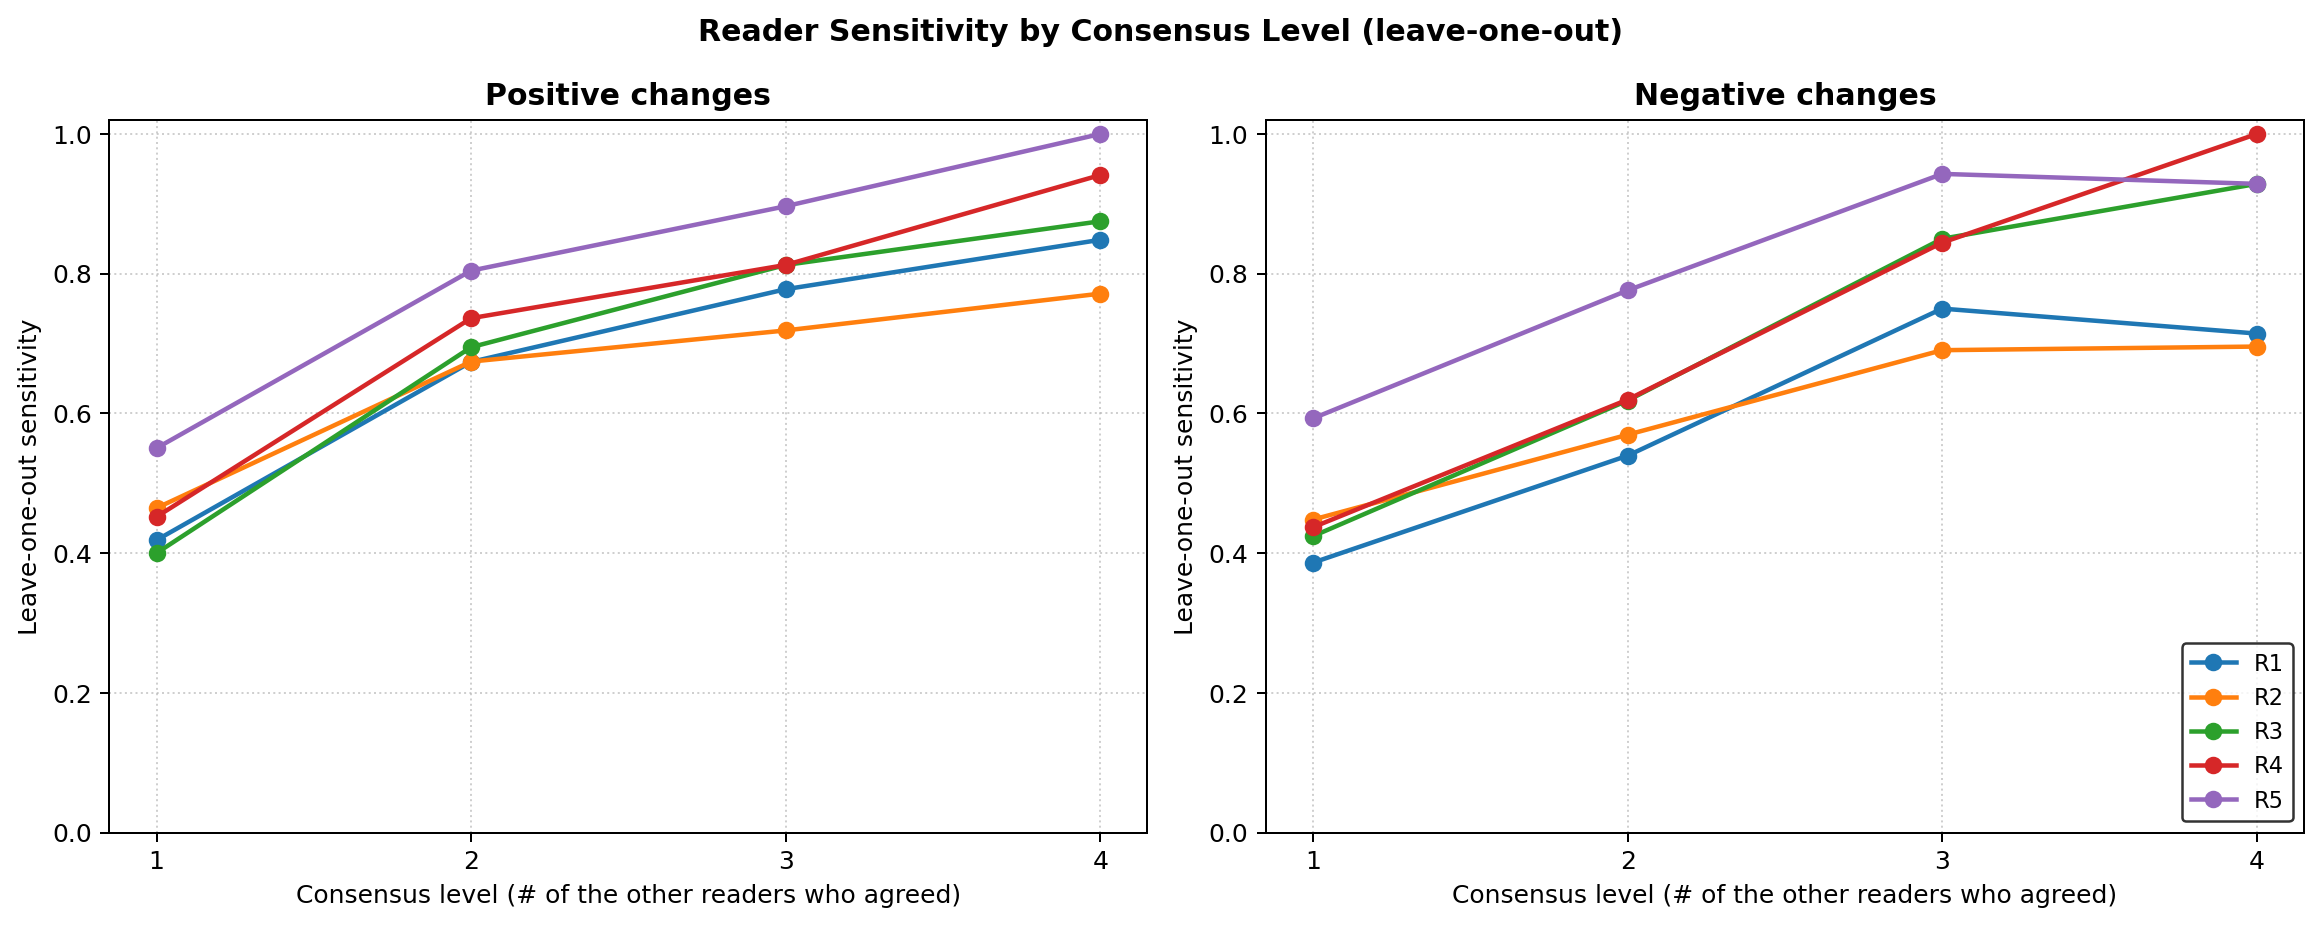 Reader Sensitivity by Consensus Level (leave-one-out)
Positive changes
Leave-one-out sensitivity
1.0
0.8
0.6
0.4
0.2
0.0
1 2 3 4
Consensus level (# of the other readers who agreed)
Negative changes
Leave-one-out sensitivity
1.0
0.8
0.6
0.4
0.2
0.0
R1
R2
R3
R4
R5
1 2 3 4
Consensus level (# of the other readers who agreed)